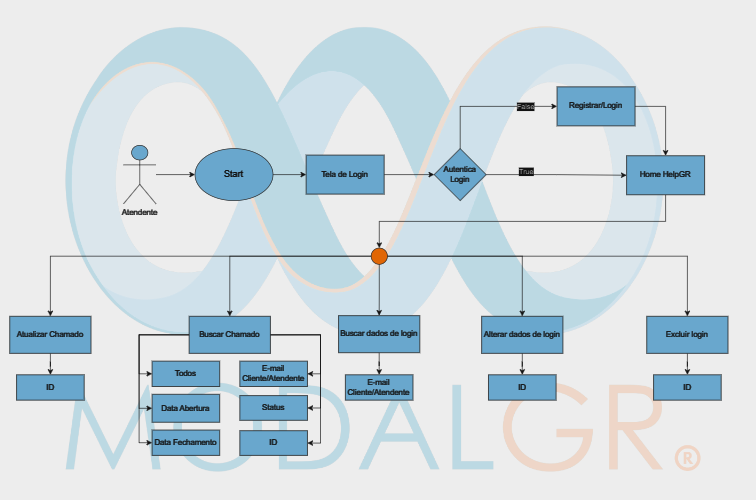 False
Registrar/Login
Start
Tela de Login
Autentica
Login
True
Home HelpGR
Atendente
Atualizar Chamado
Buscar Chamado
Buscar dados de login
Alterar dados de login
Excluir login
ID
Todos
E-mail
Cliente/Atendente
E-mail
Cliente/Atendente
ID
ID
Data Abertura
Status
Data Fechamento
ID
MODALGR®